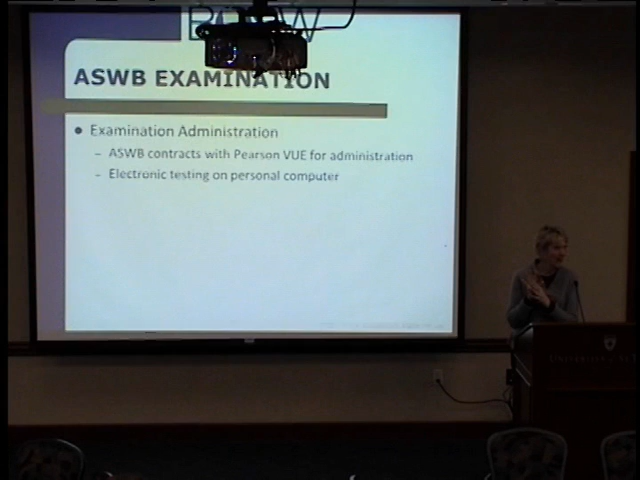 ASWB EXAMINATION
• Examination Administration
– ASWB contracts with Pearson VUE for administration
– Electronic testing on personal computer